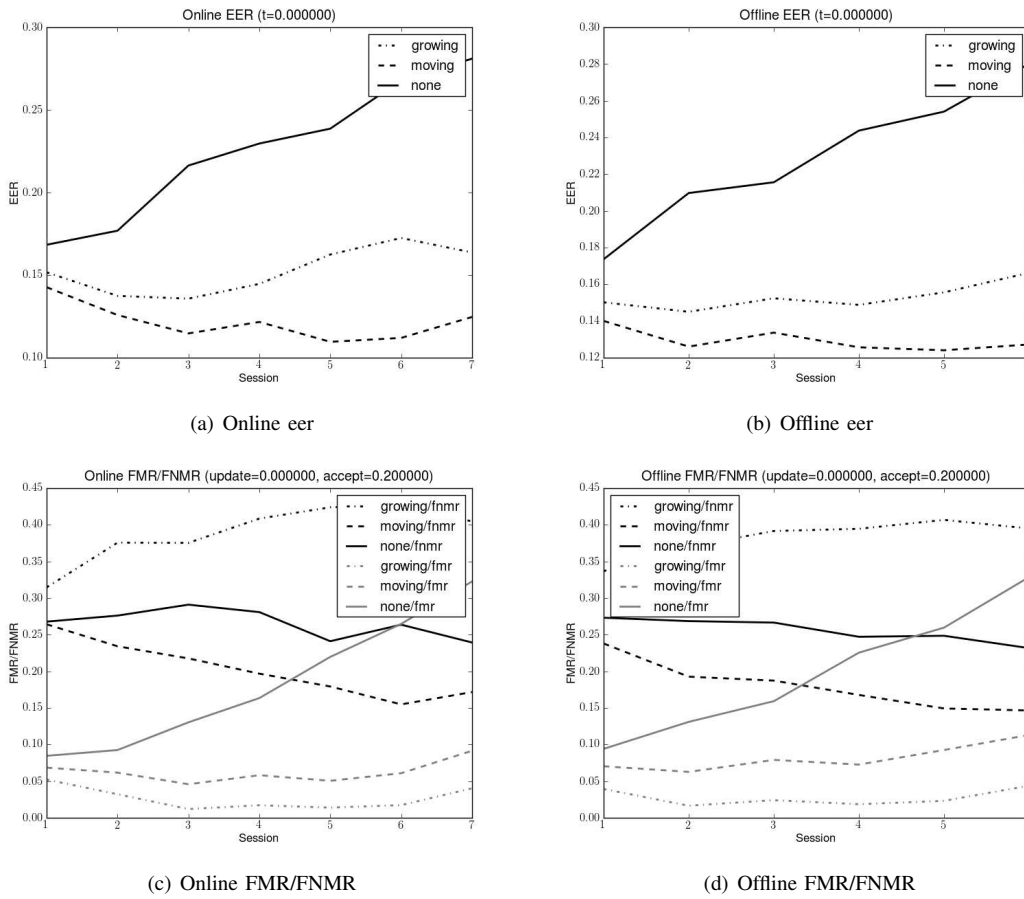 Online EER (t=0.000000)
0.30
0.25
0.20
0.15
0.10
EER
growing
moving
none
1 2 3 4 5 6 7
Session
(a) Online eer
Offline EER (t=0.000000)
0.30
0.28
0.26
0.24
0.22
0.20
0.18
0.16
0.14
0.12
EER
growing
moving
none
1 2 3 4 5
Session
(b) Offline eer
Online FMR/FNMR (update=0.000000, accept=0.200000)
0.45
0.40
0.35
0.30
0.25
0.20
0.15
0.10
0.05
0.00
FMR/FNMR
growing/fnmr
moving/fnmr
none/fnmr
growing/fmr
moving/fmr
none/fmr
1 2 3 4 5 6 7
Session
(c) Online FMR/FNMR
Offline FMR/FNMR (update=0.000000, accept=0.200000)
0.45
0.40
0.35
0.30
0.25
0.20
0.15
0.10
0.05
0.00
FMR/FNMR
growing/fnmr
moving/fnmr
none/fnmr
growing/fmr
moving/fmr
none/fmr
1 2 3 4 5
Session
(d) Offline FMR/FNMR